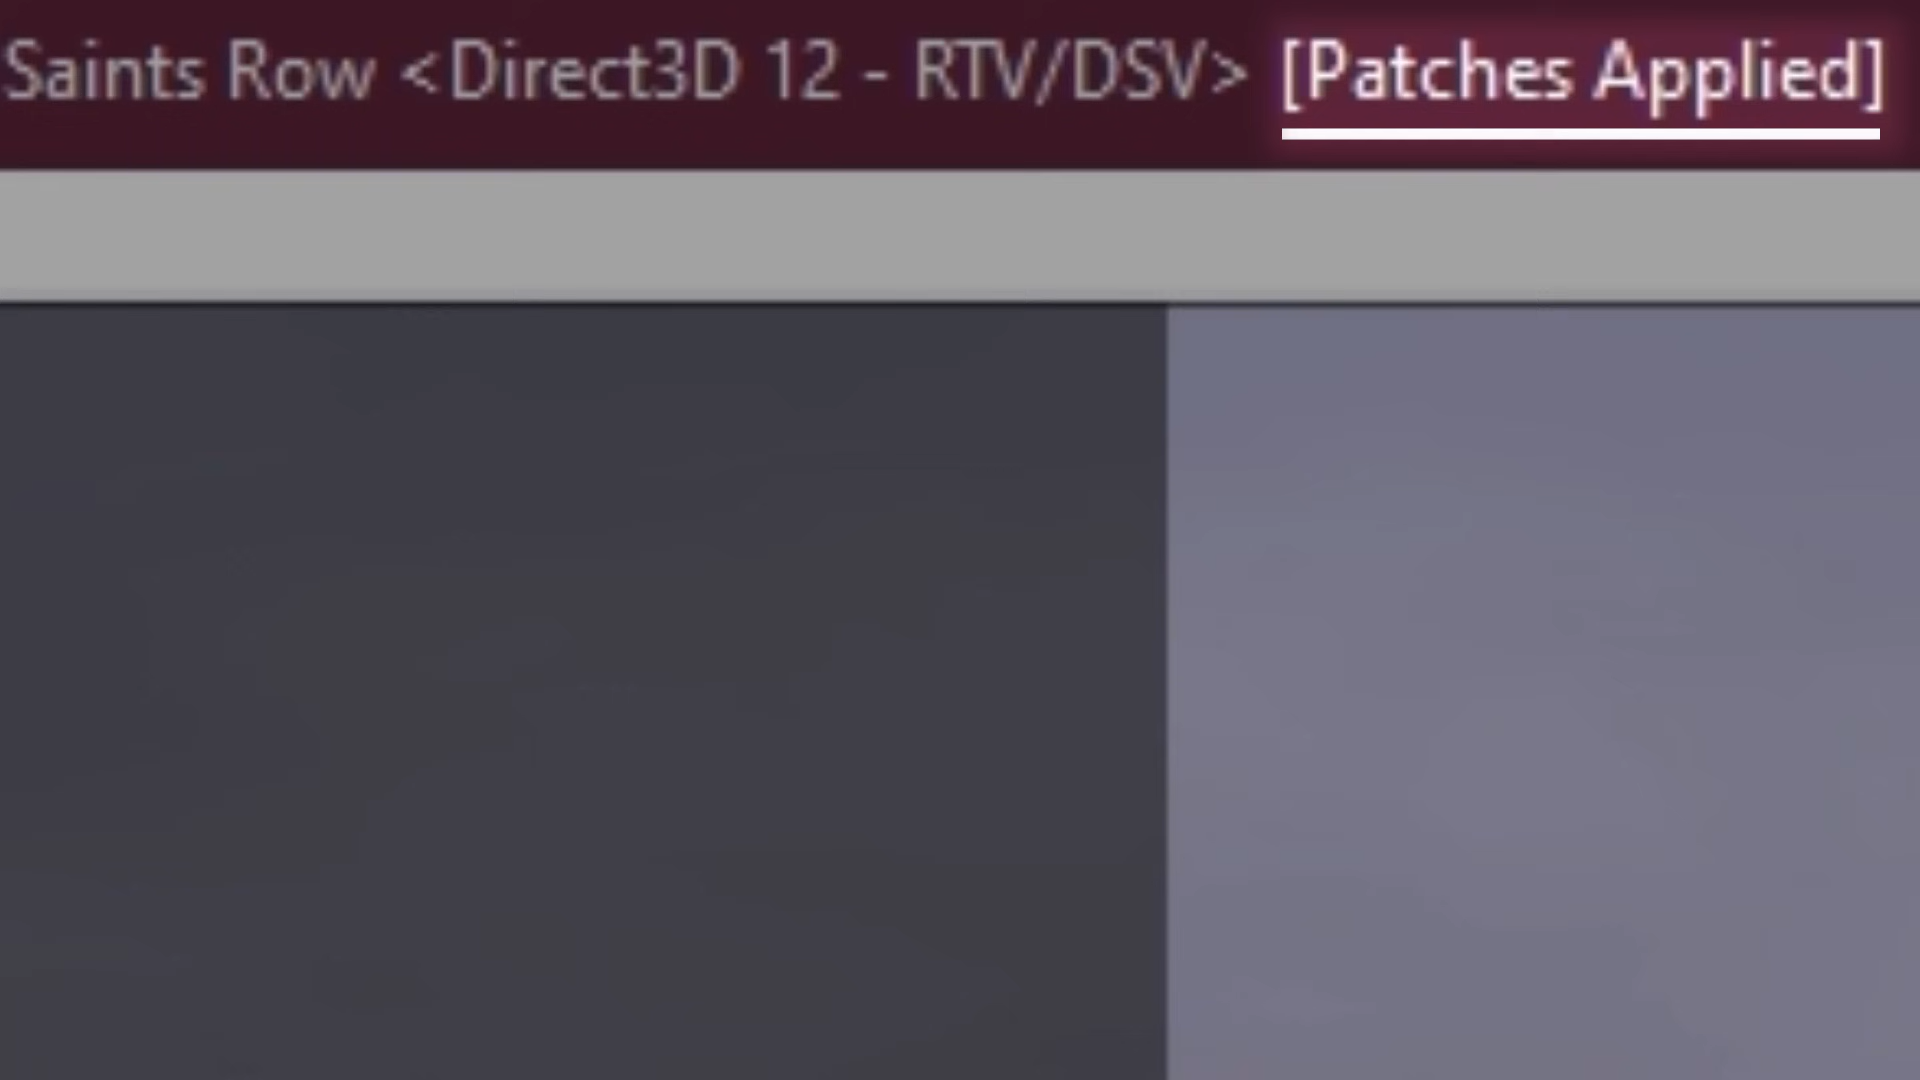 Saints Row <Direct3D 12 - RTV/DSV> [Patches Applied]